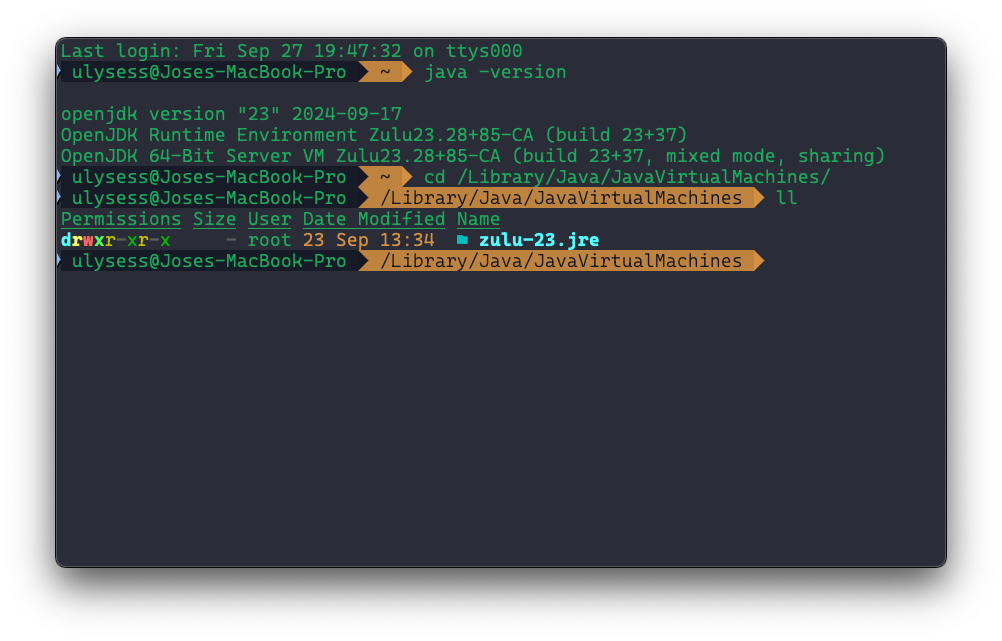 Last login: Fri Sep 27 19:47:32 on ttys000
ulysess@Joses-MacBook-Pro ~ java -version
openjdk version "23" 2024-09-17
OpenJDK Runtime Environment Zulu23.28+85-CA (build 23+37)
OpenJDK 64-Bit Server VM Zulu23.28+85-CA (build 23+37, mixed mode, sharing)
ulysess@Joses-MacBook-Pro ~ cd /Library/Java/JavaVirtualMachines/
ulysess@Joses-MacBook-Pro /Library/Java/JavaVirtualMachines ll
Permissions Size User Date Modified Name
drwxr-xr-x - root 23 Sep 13:34 zulu-23.jre
ulysess@Joses-MacBook-Pro /Library/Java/JavaVirtualMachines